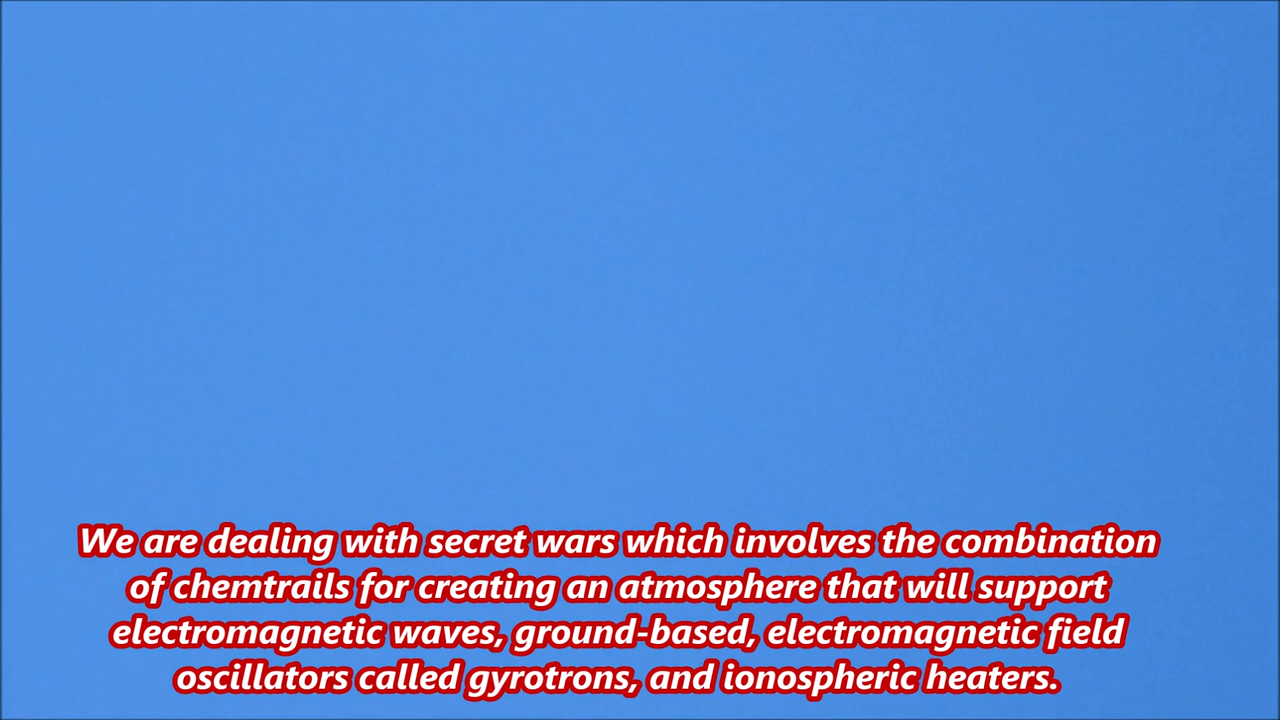 We are dealing with secret wars which involves the combination
of chemtrails for creating an atmosphere that will support
electromagnetic waves, ground-based, electromagnetic field
oscillators called gyrotrons, and ionospheric heaters.